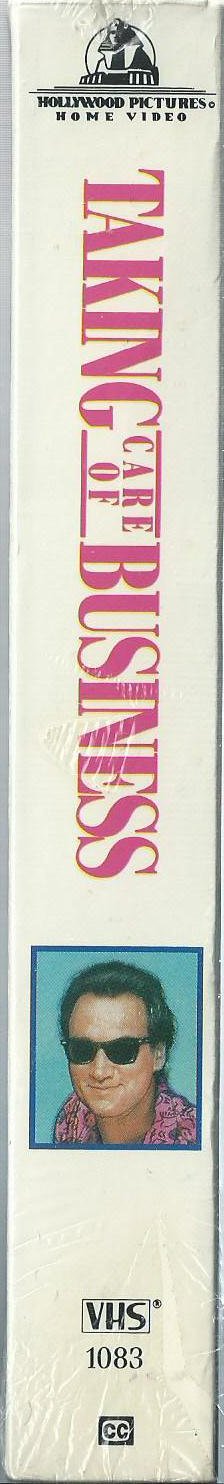 HOLLYWOOD PICTURES®
HOME VIDEO
TAKING CARE OF BUSINESS
VHS®
1083
CC